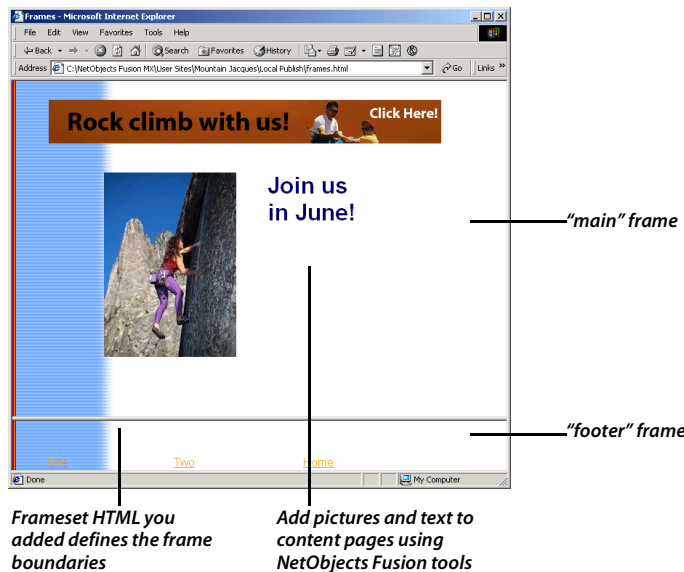 Frames - Microsoft Internet Explorer
File Edit View Favorites Tools Help
Back Search Favorites History
Address C:\NetObjects Fusion MX\User Sites\Mountain Jacques\Local Publish\frames.html Go Links »
Rock climb with us! Click Here!
Join us
in June!
"main" frame
"footer" frame
One Two Home
Done My Computer
Frameset HTML you
added defines the frame
boundaries
Add pictures and text to
content pages using
NetObjects Fusion tools